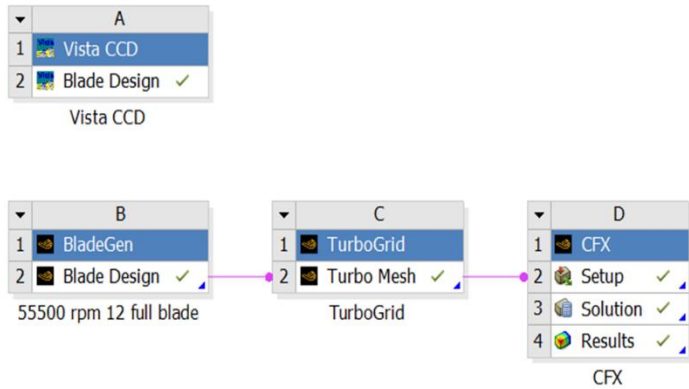 A
1 Vista CCD
2 Blade Design
Vista CCD
B
1 BladeGen
2 Blade Design
55500 rpm 12 full blade
C
1 TurboGrid
2 Turbo Mesh
TurboGrid
D
1 CFX
2 Setup
3 Solution
4 Results
CFX